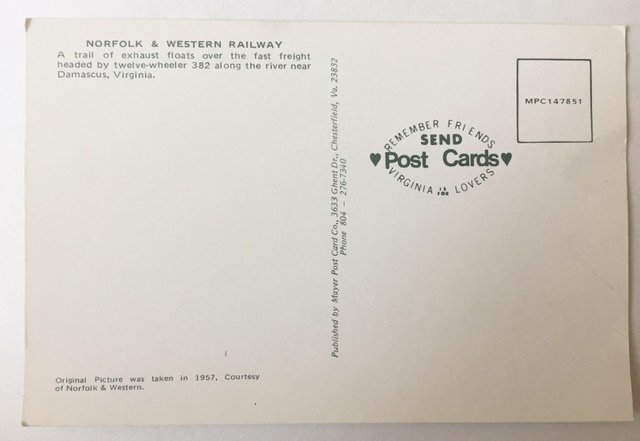 NORFOLK & WESTERN RAILWAY
A trail of exhaust floats over the fast freight
headed by twelve-wheeler 382 along the river near
Damascus, Virginia.
Original Picture was taken in 1957, Courtesy
of Norfolk & Western.
Published by Mayer Post Card Co., 3633 Ghent Dr., Chesterfield, Va. 23832
Phone 804 - 276-7340
REMEMBER FRIENDS
SEND
♥Post Cards♥
VIRGINIA IS FOR LOVERS
MPC147851